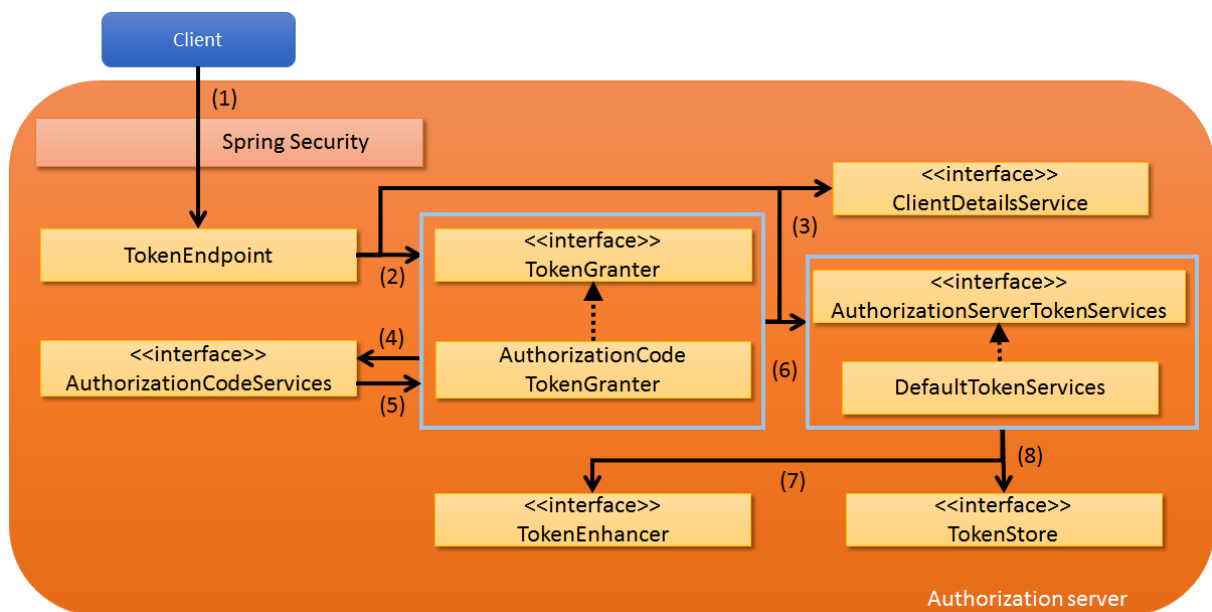 Client
(1)
Spring Security
<<interface>>
ClientDetailsService
(3)
TokenEndpoint
(2)
<<interface>>
TokenGranter
<<interface>>
AuthorizationServerTokenServices
(4)
<<interface>>
AuthorizationCodeServices
(5)
AuthorizationCode
TokenGranter
(6)
DefaultTokenServices
(8)
(7)
<<interface>>
TokenEnhancer
<<interface>>
TokenStore
Authorization server